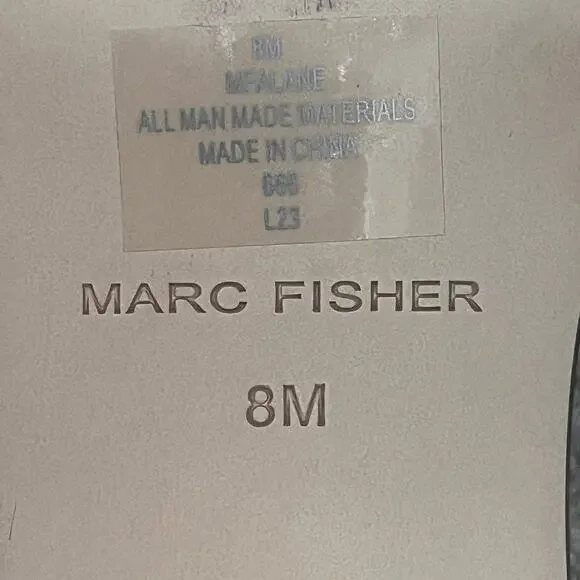 8M
MFALANE
ALL MAN MADE MATERIALS
MADE IN CHINA
L23
MARC FISHER
8M